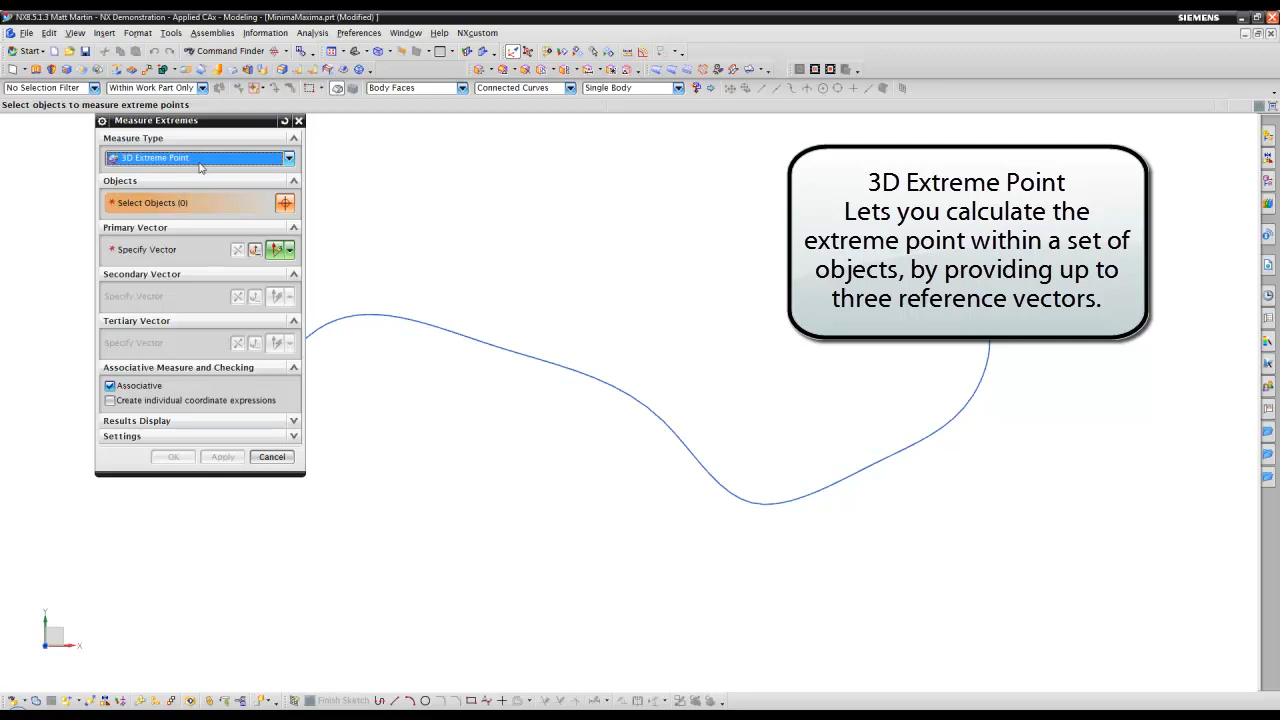 NX8.5.1.3 Matt Martin - NX Demonstration - Applied CAx - Modeling - [MinimaMaxima.prt (Modified) ]
SIEMENS
File Edit View Insert Format Tools Assemblies Information Analysis Preferences Window Help NXcustom
Start
Command Finder
No Selection Filter
Within Work Part Only
Body Faces
Connected Curves
Single Body
Select objects to measure extreme points
Measure Extremes
Measure Type
3D Extreme Point
Objects
* Select Objects (0)
Primary Vector
* Specify Vector
Secondary Vector
Specify Vector
Tertiary Vector
Specify Vector
Associative Measure and Checking
Associative
Create individual coordinate expressions
Results Display
Settings
OK
Apply
Cancel
3D Extreme Point
Lets you calculate the
extreme point within a set of
objects, by providing up to
three reference vectors.
Y
X
Finish Sketch